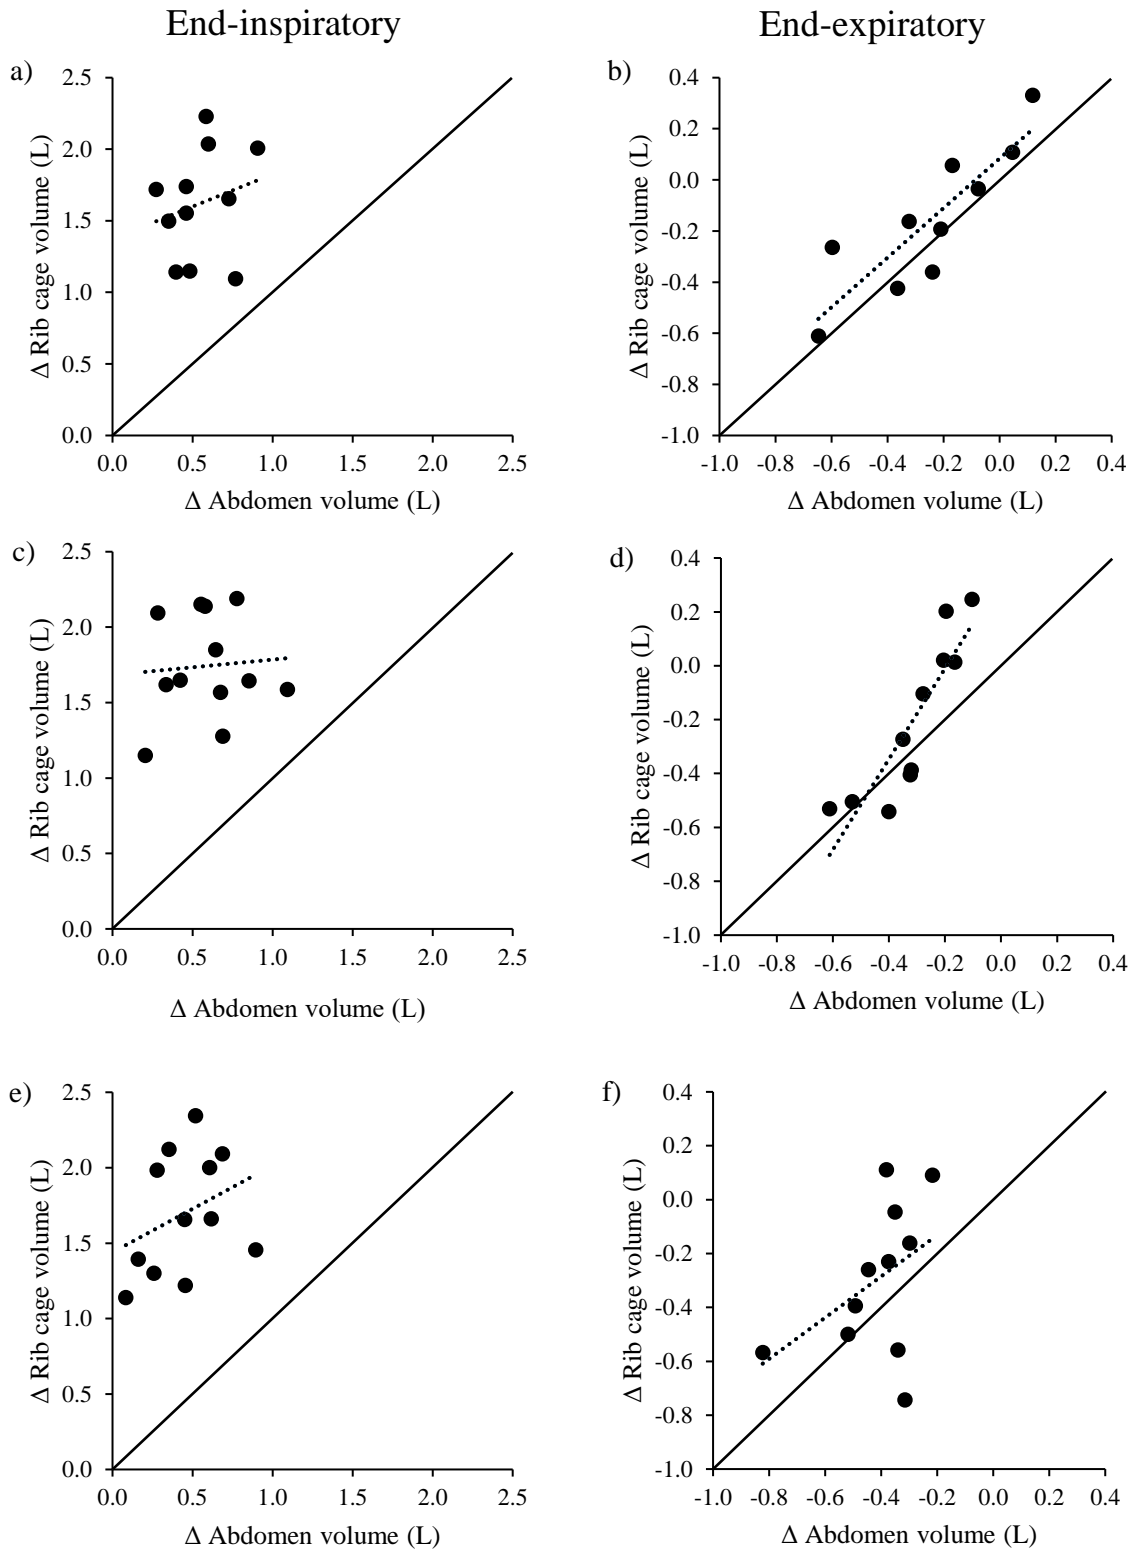 End-inspiratory
End-expiratory
a)
Δ Rib cage volume (L)
2.5
2.0
1.5
1.0
0.5
0.0
0.0 0.5 1.0 1.5 2.0 2.5
Δ Abdomen volume (L)
b)
Δ Rib cage volume (L)
0.4
0.2
0.0
-0.2
-0.4
-0.6
-0.8
-1.0
-1.0 -0.8 -0.6 -0.4 -0.2 0.0 0.2 0.4
Δ Abdomen volume (L)
c)
Δ Rib cage volume (L)
2.5
2.0
1.5
1.0
0.5
0.0
0.0 0.5 1.0 1.5 2.0 2.5
Δ Abdomen volume (L)
d)
Δ Rib cage volume (L)
0.4
0.2
0.0
-0.2
-0.4
-0.6
-0.8
-1.0
-1.0 -0.8 -0.6 -0.4 -0.2 0.0 0.2 0.4
Δ Abdomen volume (L)
e)
Δ Rib cage volume (L)
2.5
2.0
1.5
1.0
0.5
0.0
0.0 0.5 1.0 1.5 2.0 2.5
Δ Abdomen volume (L)
f)
Δ Rib cage volume (L)
0.4
0.2
0.0
-0.2
-0.4
-0.6
-0.8
-1.0
-1.0 -0.8 -0.6 -0.4 -0.2 0.0 0.2 0.4
Δ Abdomen volume (L)